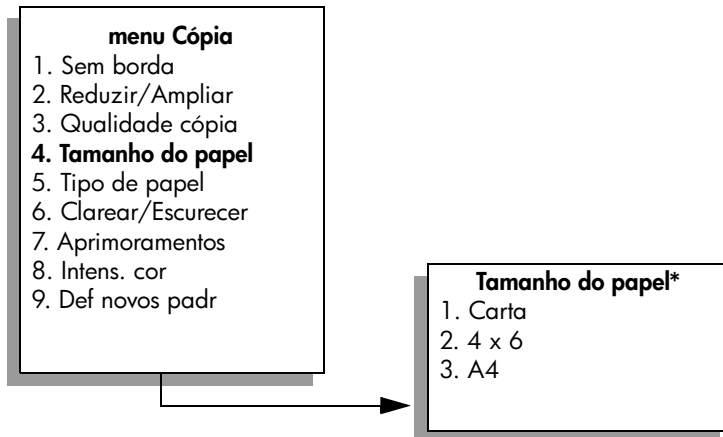 menu Cópia
1. Sem borda
2. Reduzir/Ampliar
3. Qualidade cópia
4. Tamanho do papel
5. Tipo de papel
6. Clarear/Escurecer
7. Aprimoramentos
8. Intens. cor
9. Def novos padr
Tamanho do papel*
1. Carta
2. 4 x 6
3. A4